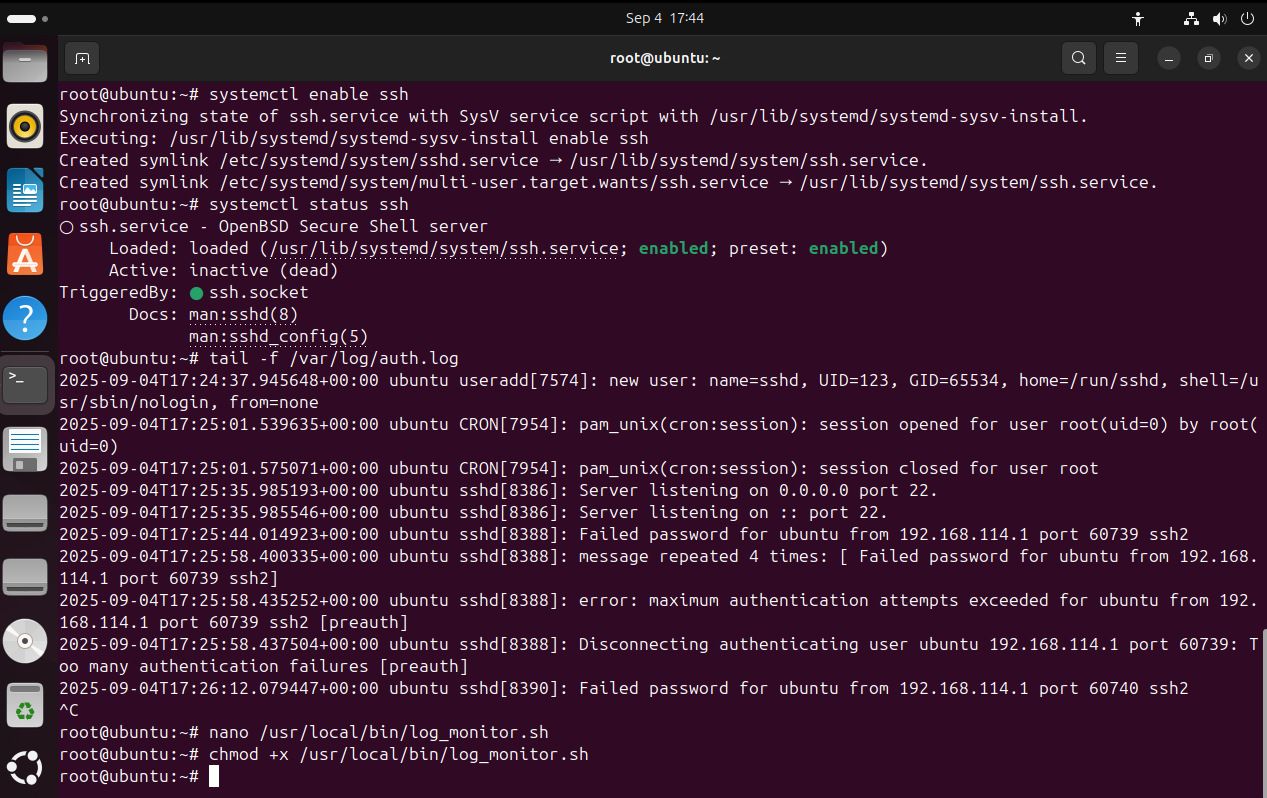 Sep 4 17:44
root@ubuntu: ~
root@ubuntu:~# systemctl enable ssh
Synchronizing state of ssh.service with SysV service script with /usr/lib/systemd/systemd-sysv-install.
Executing: /usr/lib/systemd/systemd-sysv-install enable ssh
Created symlink /etc/systemd/system/sshd.service → /usr/lib/systemd/system/ssh.service.
Created symlink /etc/systemd/system/multi-user.target.wants/ssh.service → /usr/lib/systemd/system/ssh.service.
root@ubuntu:~# systemctl status ssh
○ ssh.service - OpenBSD Secure Shell server
     Loaded: loaded (/usr/lib/systemd/system/ssh.service; enabled; preset: enabled)
     Active: inactive (dead)
TriggeredBy: ● ssh.socket
       Docs: man:sshd(8)
             man:sshd_config(5)
root@ubuntu:~# tail -f /var/log/auth.log
2025-09-04T17:24:37.945648+00:00 ubuntu useradd[7574]: new user: name=sshd, UID=123, GID=65534, home=/run/sshd, shell=/u
sr/sbin/nologin, from=none
2025-09-04T17:25:01.539635+00:00 ubuntu CRON[7954]: pam_unix(cron:session): session opened for user root(uid=0) by root(
uid=0)
2025-09-04T17:25:01.575071+00:00 ubuntu CRON[7954]: pam_unix(cron:session): session closed for user root
2025-09-04T17:25:35.985193+00:00 ubuntu sshd[8386]: Server listening on 0.0.0.0 port 22.
2025-09-04T17:25:35.985546+00:00 ubuntu sshd[8386]: Server listening on :: port 22.
2025-09-04T17:25:44.014923+00:00 ubuntu sshd[8388]: Failed password for ubuntu from 192.168.114.1 port 60739 ssh2
2025-09-04T17:25:58.400335+00:00 ubuntu sshd[8388]: message repeated 4 times: [ Failed password for ubuntu from 192.168.
114.1 port 60739 ssh2]
2025-09-04T17:25:58.435252+00:00 ubuntu sshd[8388]: error: maximum authentication attempts exceeded for ubuntu from 192.
168.114.1 port 60739 ssh2 [preauth]
2025-09-04T17:25:58.437504+00:00 ubuntu sshd[8388]: Disconnecting authenticating user ubuntu 192.168.114.1 port 60739: T
oo many authentication failures [preauth]
2025-09-04T17:26:12.079447+00:00 ubuntu sshd[8390]: Failed password for ubuntu from 192.168.114.1 port 60740 ssh2
^C
root@ubuntu:~# nano /usr/local/bin/log_monitor.sh
root@ubuntu:~# chmod +x /usr/local/bin/log_monitor.sh
root@ubuntu:~#